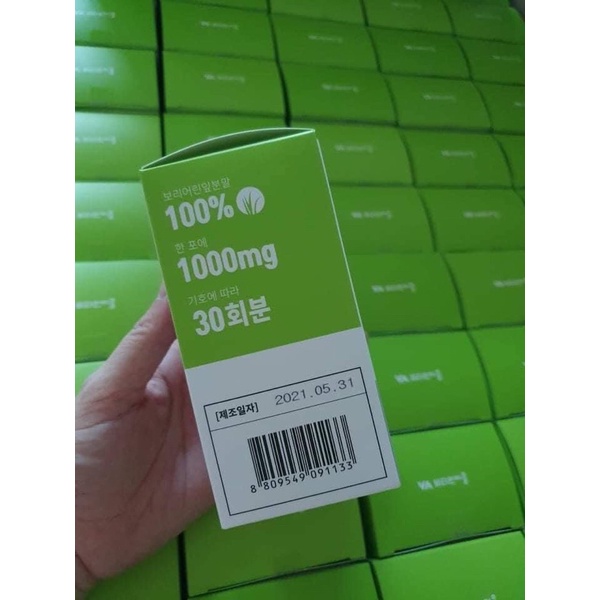 보리어린잎분말
100%
한 포에
1000mg
기호에 따라
30회분
[제조일자] 2021.05.31
8 809549 091133